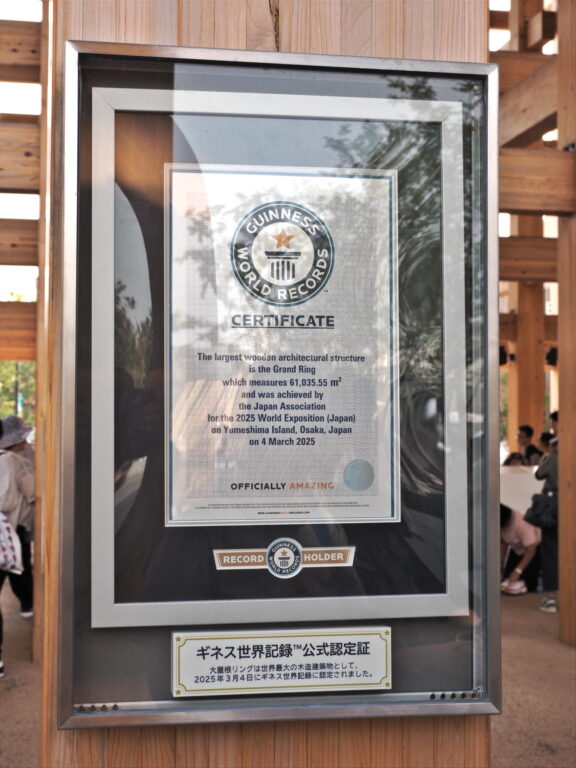 GUINNESS
WORLD RECORDS
CERTIFICATE
The largest wooden architectural structure
is the Grand Ring
which measures 61,035.55 m²
and was achieved by
the Japan Association
for the 2025 World Exposition (Japan)
on Yumeshima Island, Osaka, Japan
on 4 March 2025
OFFICIALLY AMAZING
RECORD HOLDER
GUINNESS
WORLD RECORDS
ギネス世界記録™公式認定証
大屋根リングは世界最大の木造建築物として、
2025年3月4日にギネス世界記録に認定されました。